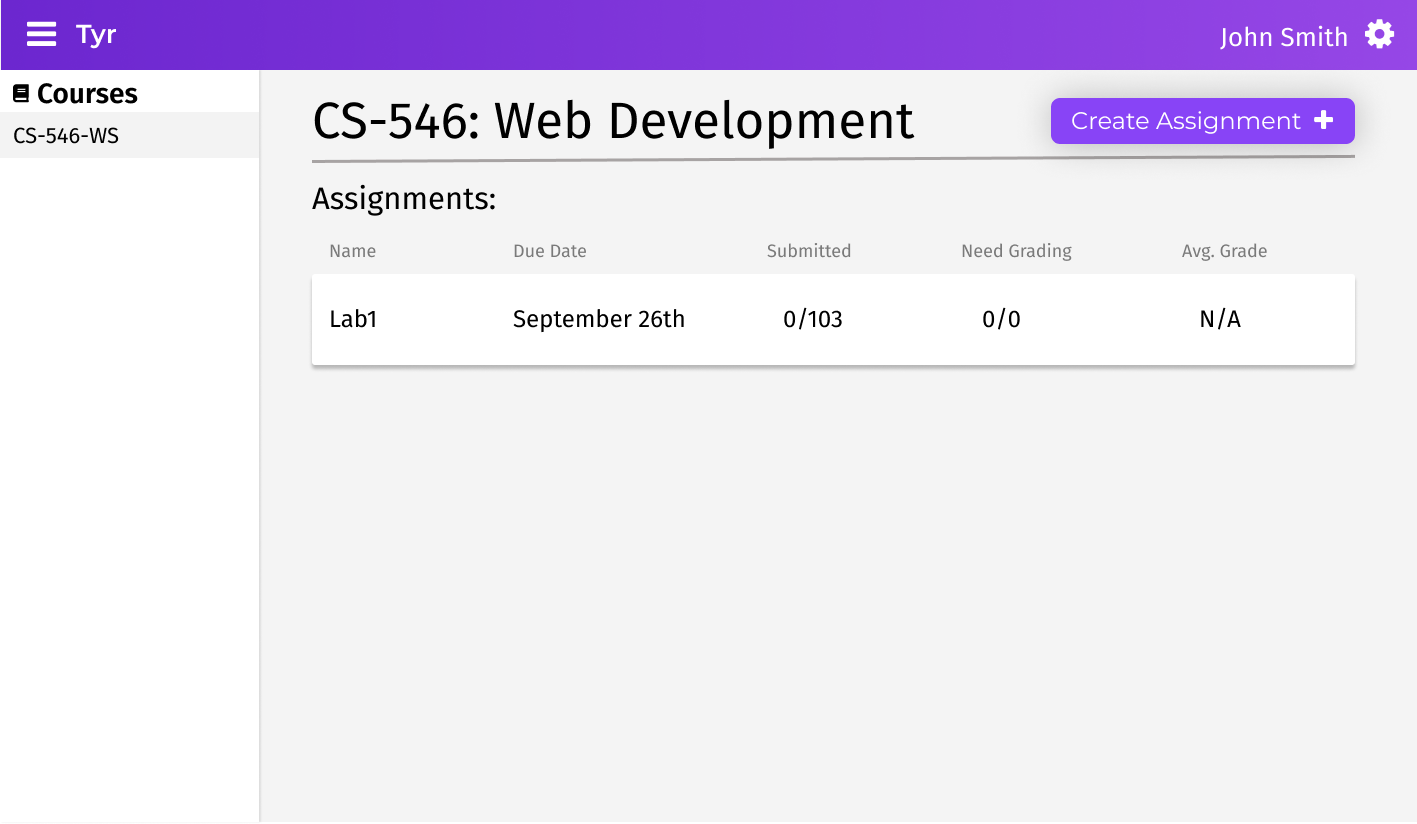 Tyr
John Smith
Courses
CS-546-WS
CS-546: Web Development
Create Assignment
Assignments:
Name Due Date Submitted Need Grading Avg. Grade
Lab1 September 26th 0/103 0/0 N/A